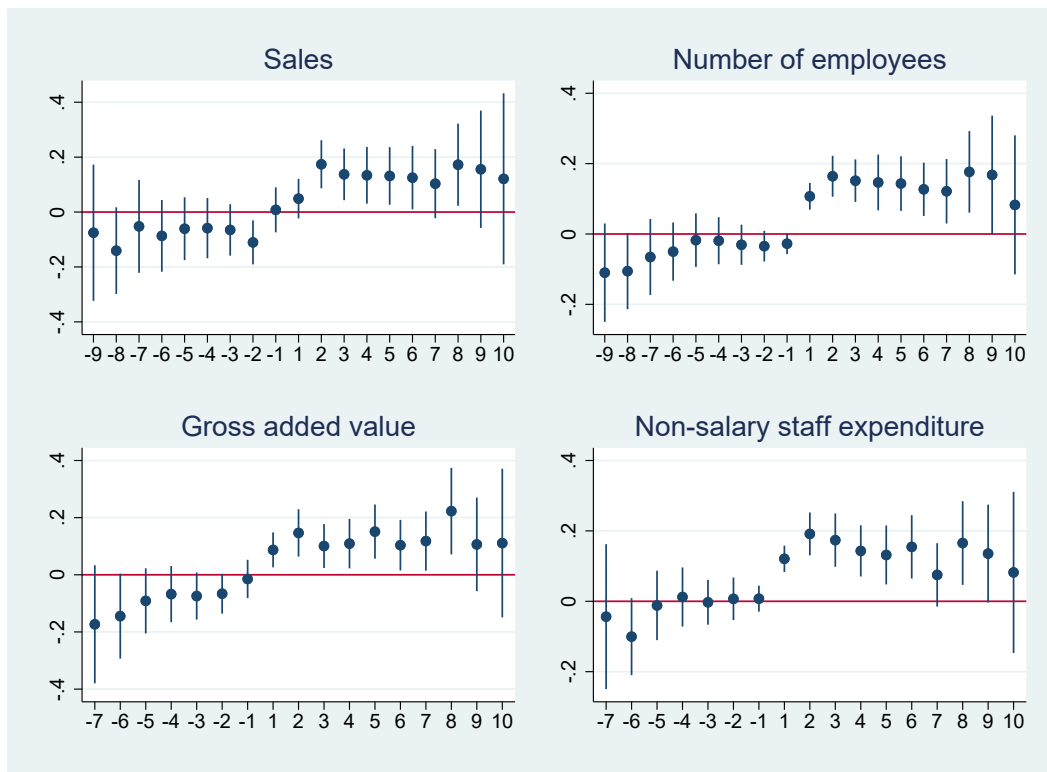 Sales
.4
.2
0
-.2
-.4
-9 -8 -7 -6 -5 -4 -3 -2 -1 1 2 3 4 5 6 7 8 9 10
Number of employees
.4
.2
0
-.2
-9 -8 -7 -6 -5 -4 -3 -2 -1 1 2 3 4 5 6 7 8 9 10
Gross added value
.4
.2
0
-.2
-.4
-7 -6 -5 -4 -3 -2 -1 1 2 3 4 5 6 7 8 9 10
Non-salary staff expenditure
.4
.2
0
-.2
-7 -6 -5 -4 -3 -2 -1 1 2 3 4 5 6 7 8 9 10